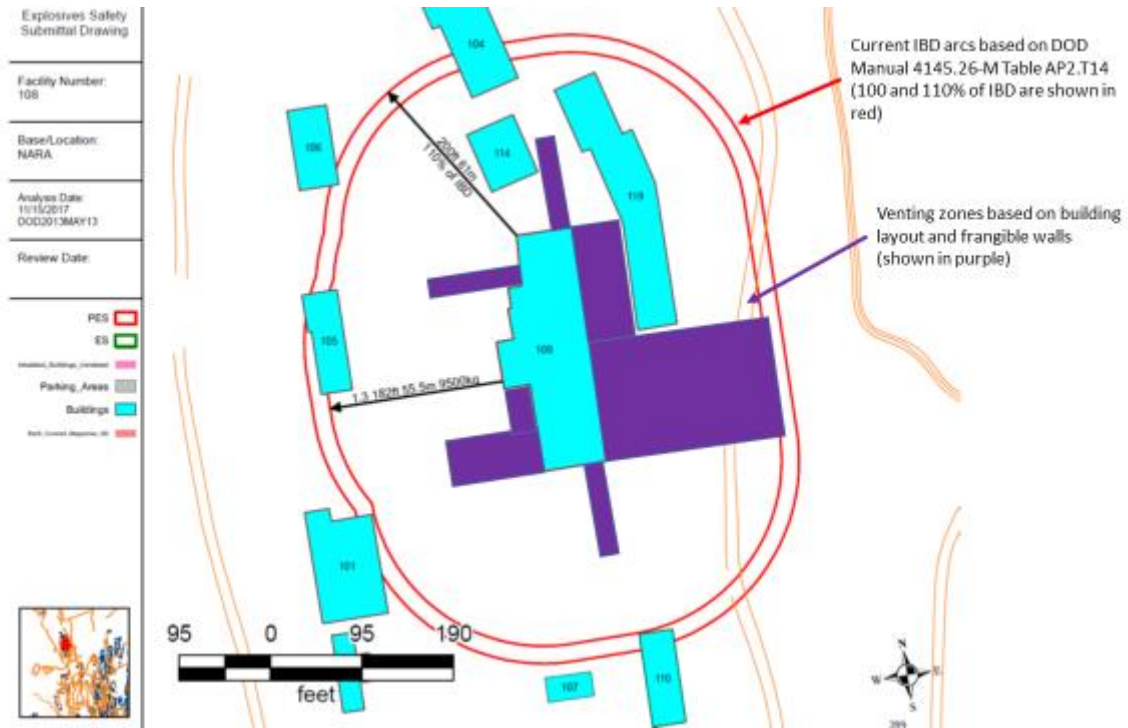 Explosives Safety
Submittal Drawing
Facility Number:
108
Base/Location:
NARA
Analysis Date:
11/15/2017
DOD2013MAY13
Review Date:
PES
ES
Parking_Areas
Buildings
104
106
114
119
200ft 61m
110% of IBD
105
108
1.3 182ft 55.5m 9500kg
101
95 0 95 190
feet
107
110
N
W E
S
Current IBD arcs based on DOD
Manual 4145.26-M Table AP2.T14
(100 and 110% of IBD are shown in
red)
Venting zones based on building
layout and frangible walls
(shown in purple)